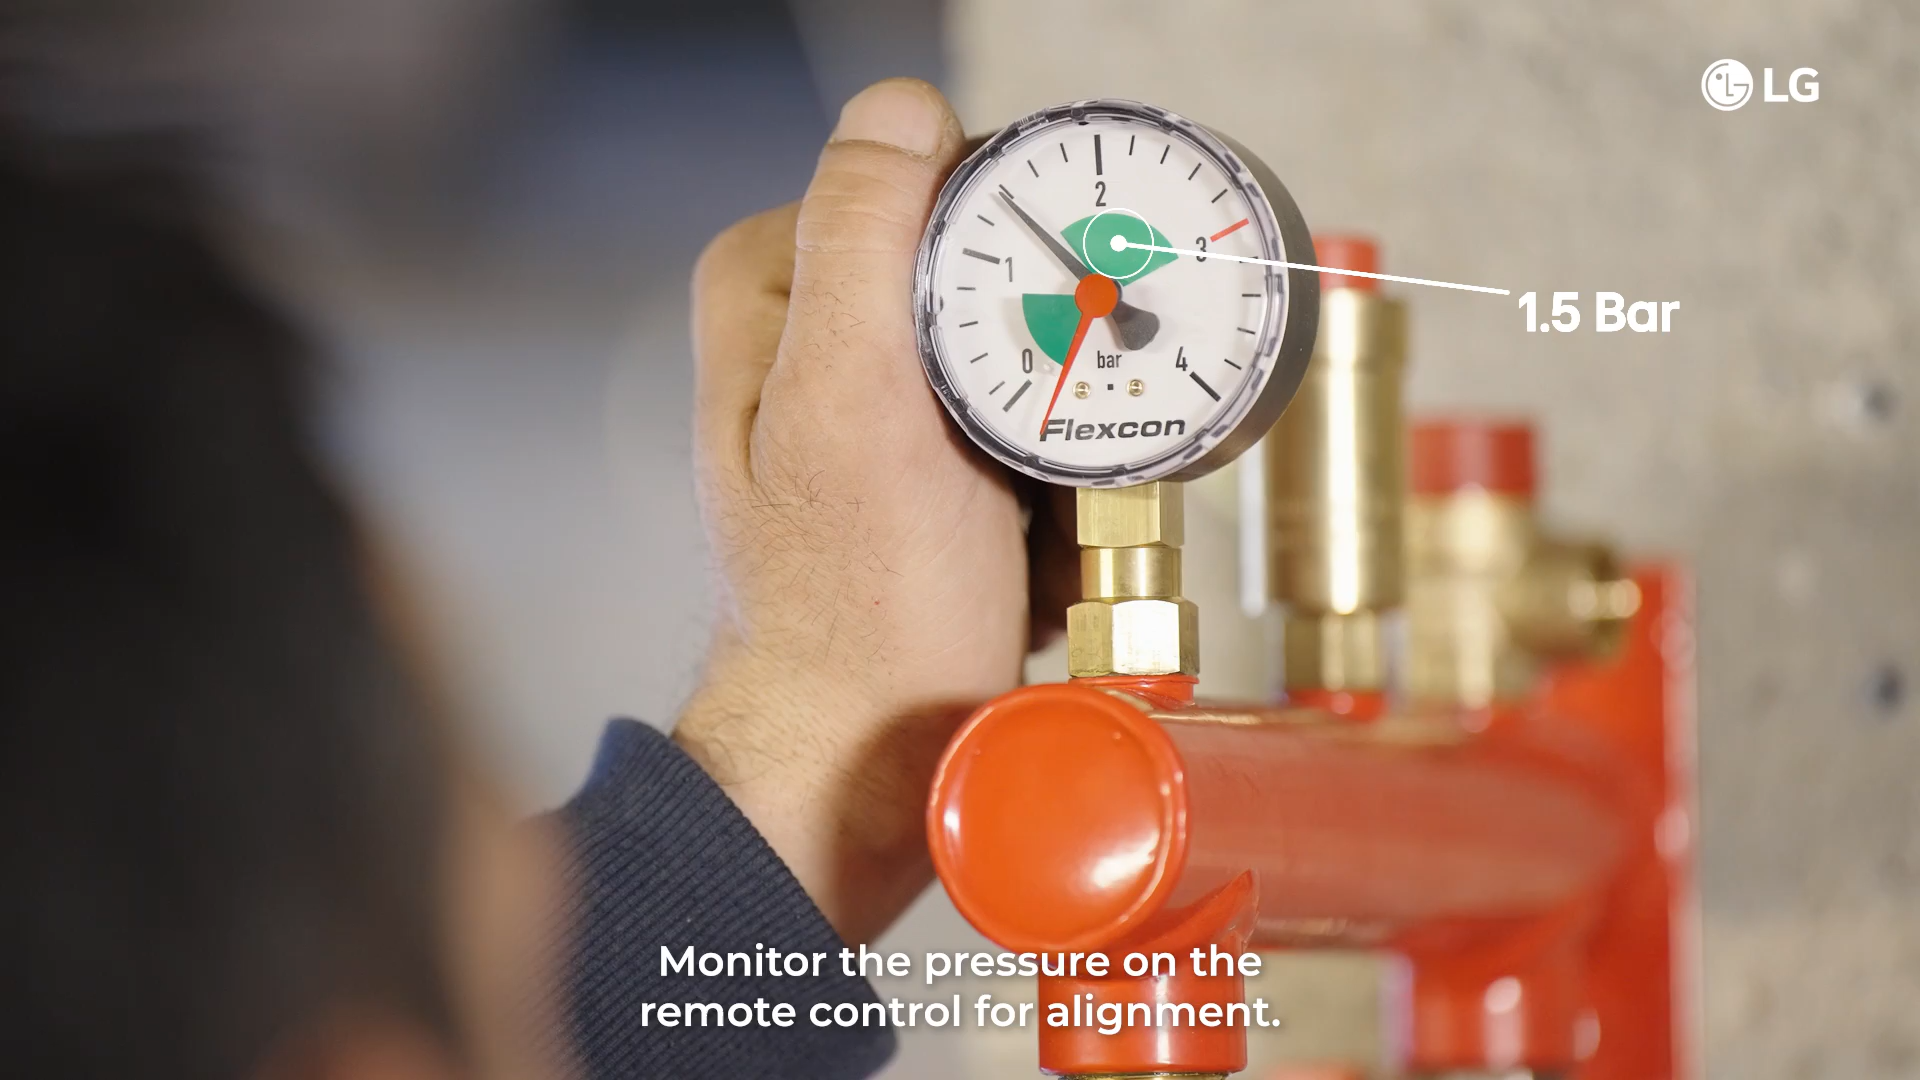 LG
2
1
3
1.5 Bar
0
bar
4
Flexcon
Monitor the pressure on the
remote control for alignment.